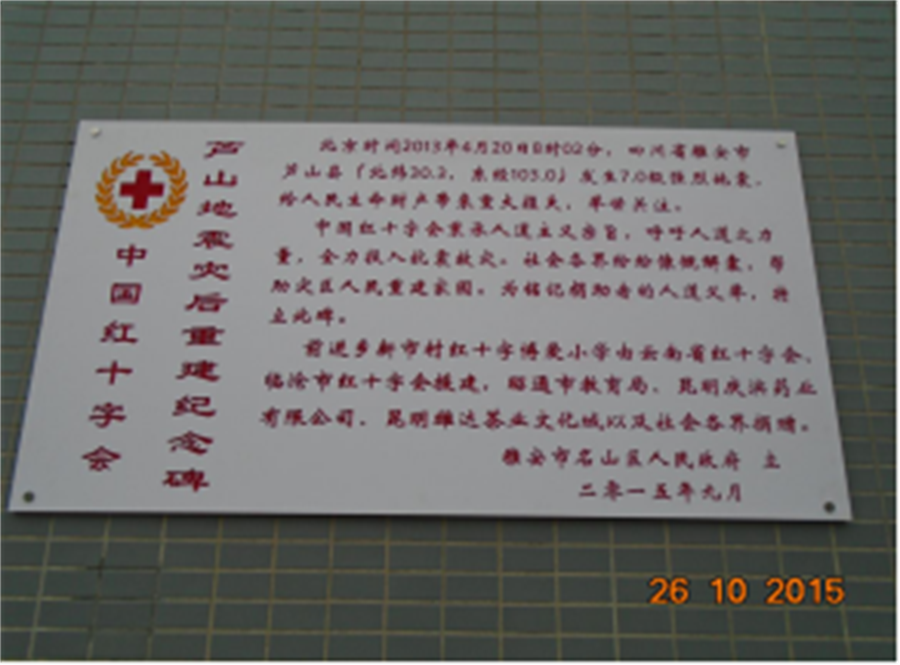 中国红十字会
芦山地震灾后重建纪念碑
北京时间2013年4月20日8时02分，四川省雅安市
芦山县（北纬30.3，东经103.0）发生7.0级强烈地震，
给人民生命财产带来重大损失，举世关注。
中国红十字会秉承人道主义宗旨，呼吁人道之力
量，全力投入抗震救灾。社会各界纷纷慷慨解囊，帮
助灾区人民重建家园。为铭记捐助者的人道义举，特
立此碑。
前进乡新市村红十字博爱小学由云南省红十字会、
临沧市红十字会援建，昭通市教育局、昆明庆滨药业
有限公司、昆明雄达茶业文化城以及社会各界捐赠。
雅安市名山区人民政府 立
二零一五年九月
26 10 2015